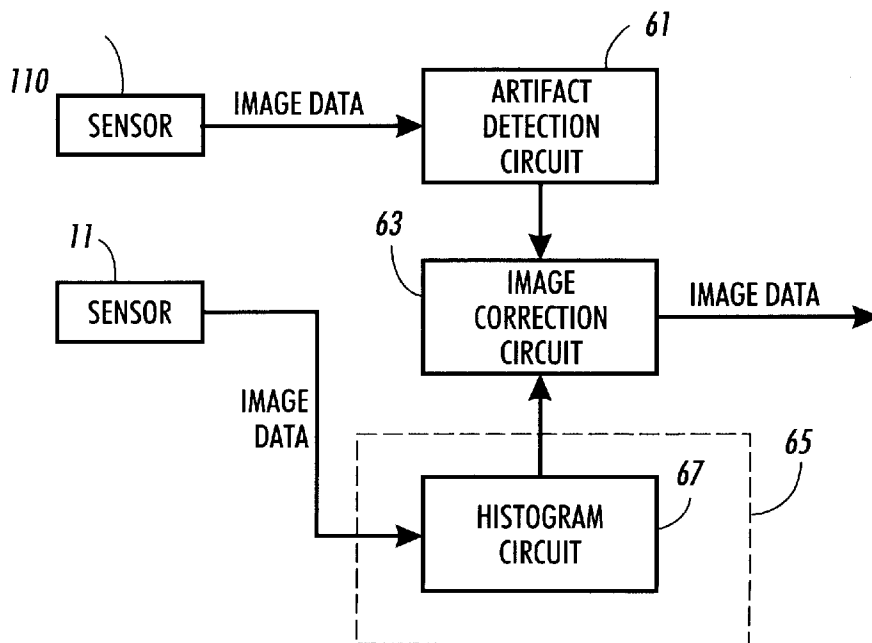 61
110
SENSOR
IMAGE DATA
ARTIFACT
DETECTION
CIRCUIT
11
SENSOR
63
IMAGE
CORRECTION
CIRCUIT
IMAGE DATA
IMAGE
DATA
65
67
HISTOGRAM
CIRCUIT